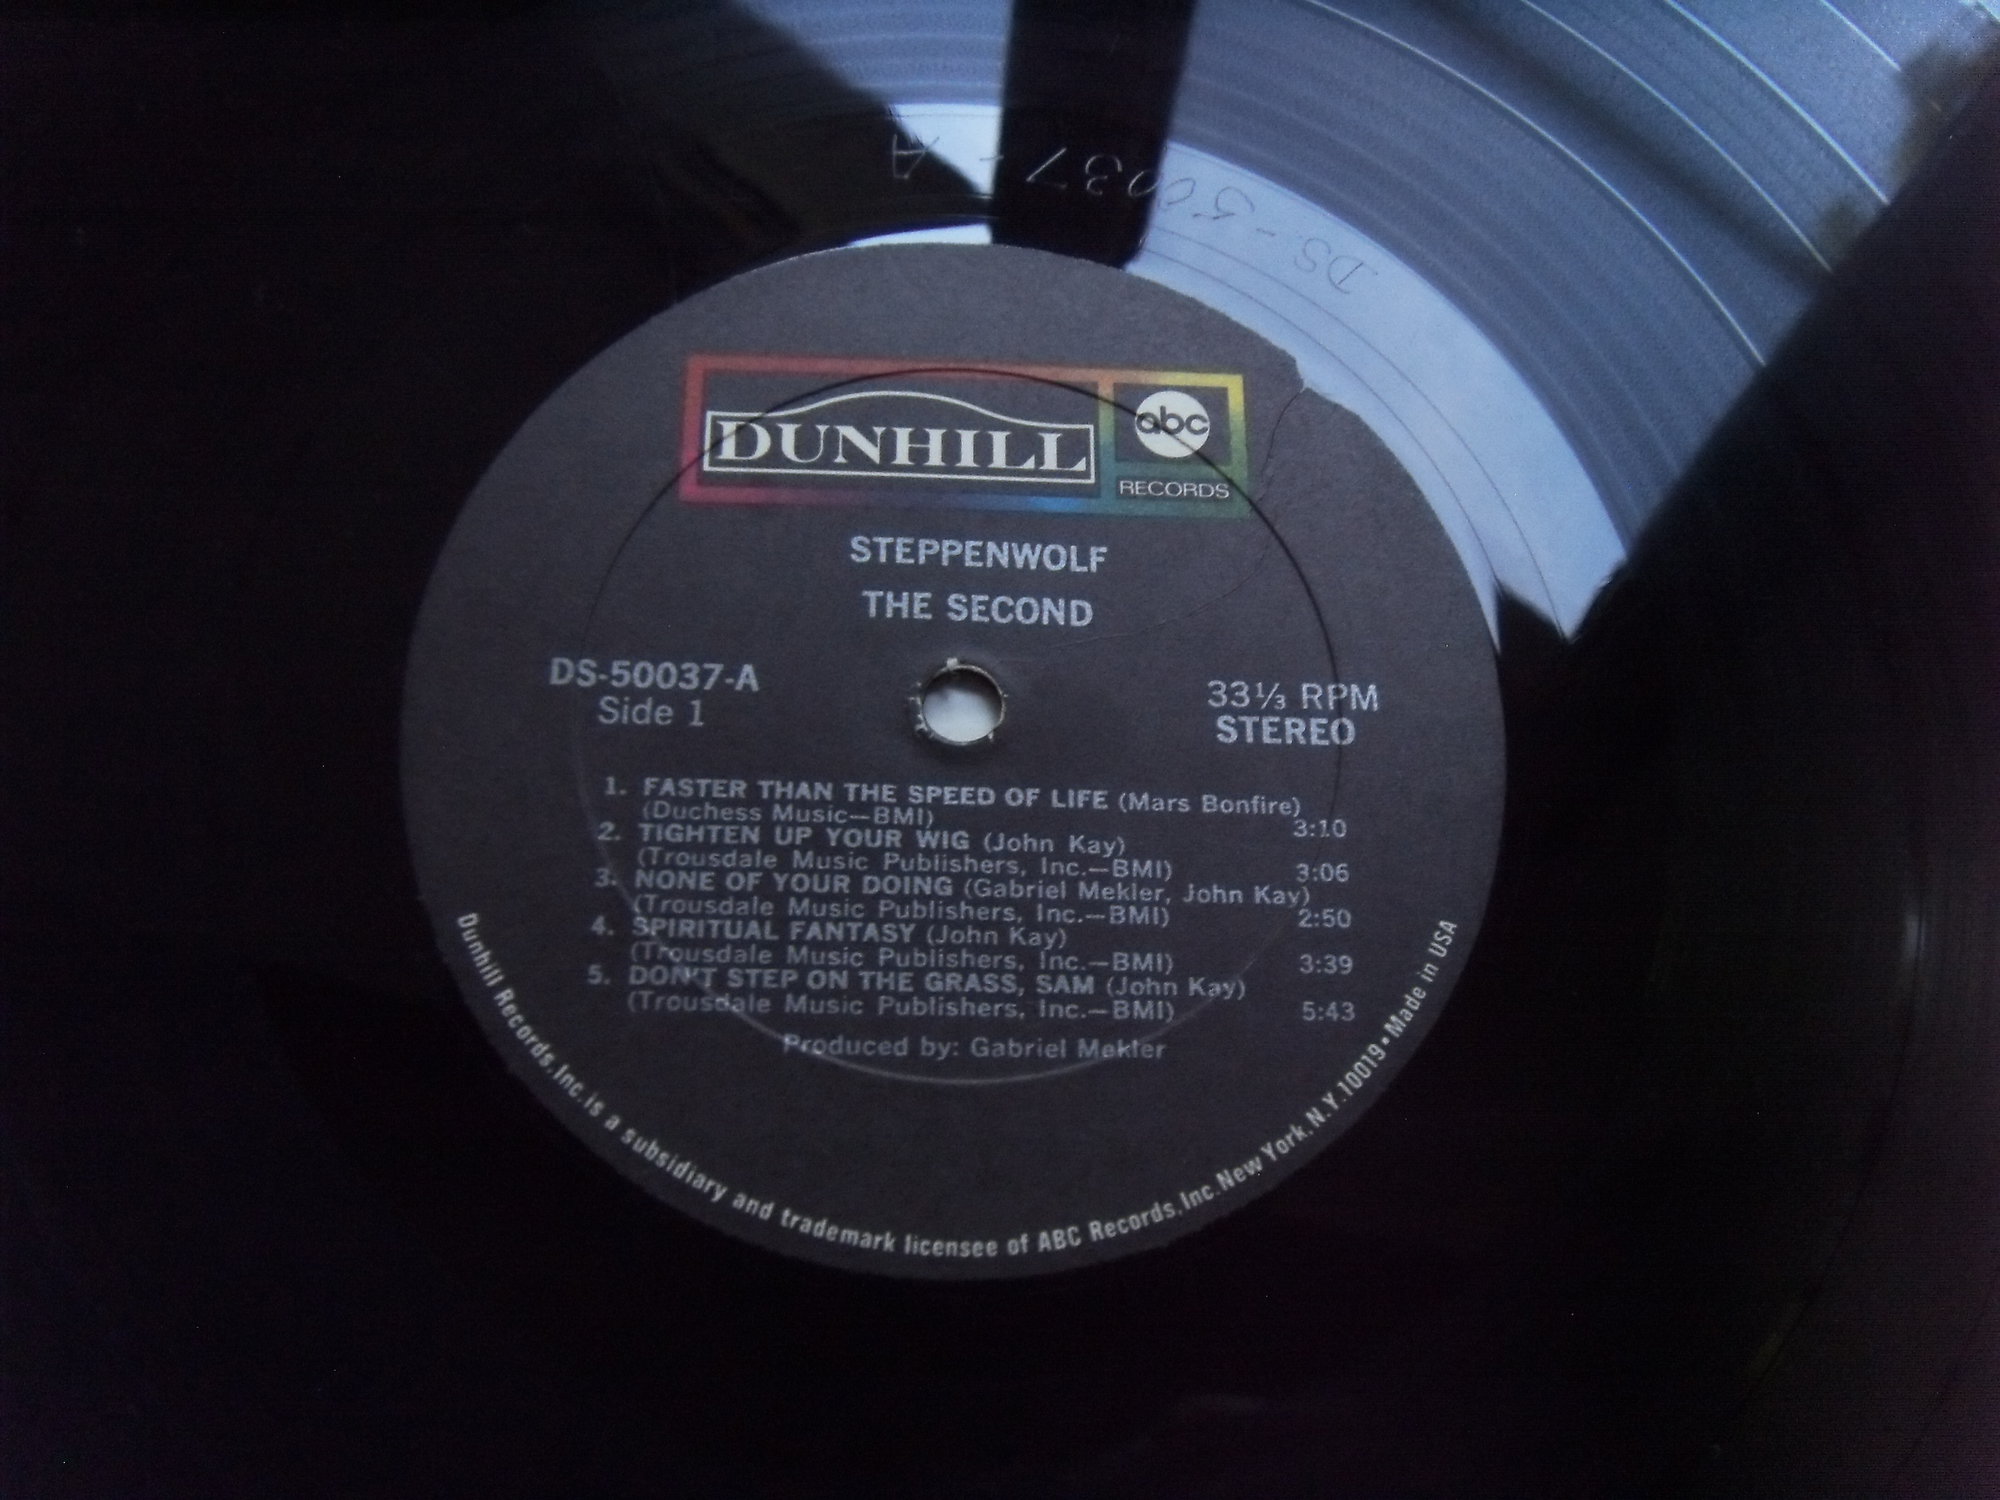 DS-50037-A
DUNHILL
abc
RECORDS
STEPPENWOLF
THE SECOND
DS-50037-A
Side 1
33⅓ RPM
STEREO
1. FASTER THAN THE SPEED OF LIFE (Mars Bonfire)
(Duchess Music—BMI) 3:10
2. TIGHTEN UP YOUR WIG (John Kay)
(Trousdale Music Publishers, Inc.—BMI) 3:06
3. NONE OF YOUR DOING (Gabriel Mekler, John Kay)
(Trousdale Music Publishers, Inc.—BMI) 2:50
4. SPIRITUAL FANTASY (John Kay)
(Trousdale Music Publishers, Inc.—BMI) 3:39
5. DON'T STEP ON THE GRASS, SAM (John Kay)
(Trousdale Music Publishers, Inc.—BMI) 5:43
Produced by: Gabriel Mekler
Dunhill Records, Inc. is a subsidiary and trademark licensee of ABC Records, Inc. New York, N.Y. 10019 • Made in USA